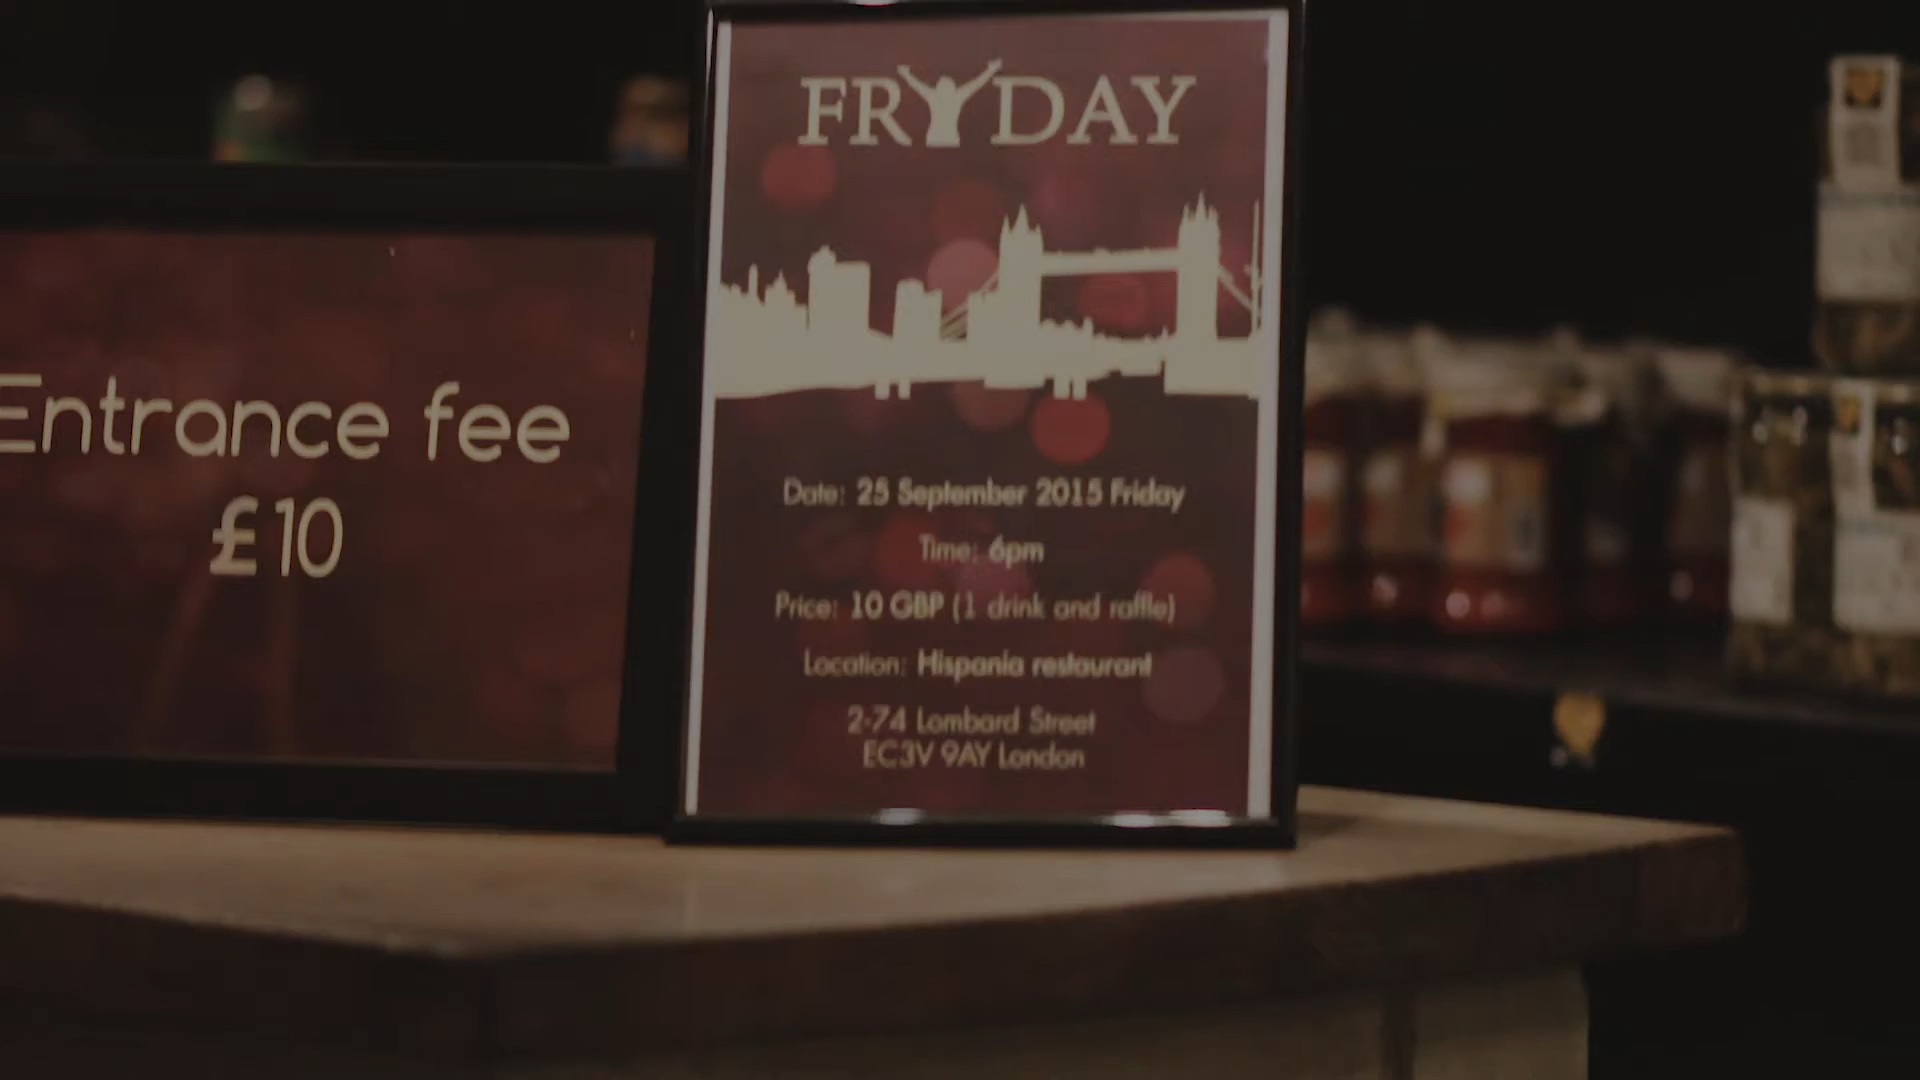 Entrance fee
£10
FRYDAY
Date: 25 September 2015 Friday
Time: 6pm
Price: 10 GBP (1 drink and raffle)
Location: Hispania restaurant
2-74 Lombard Street
EC3V 9AY London